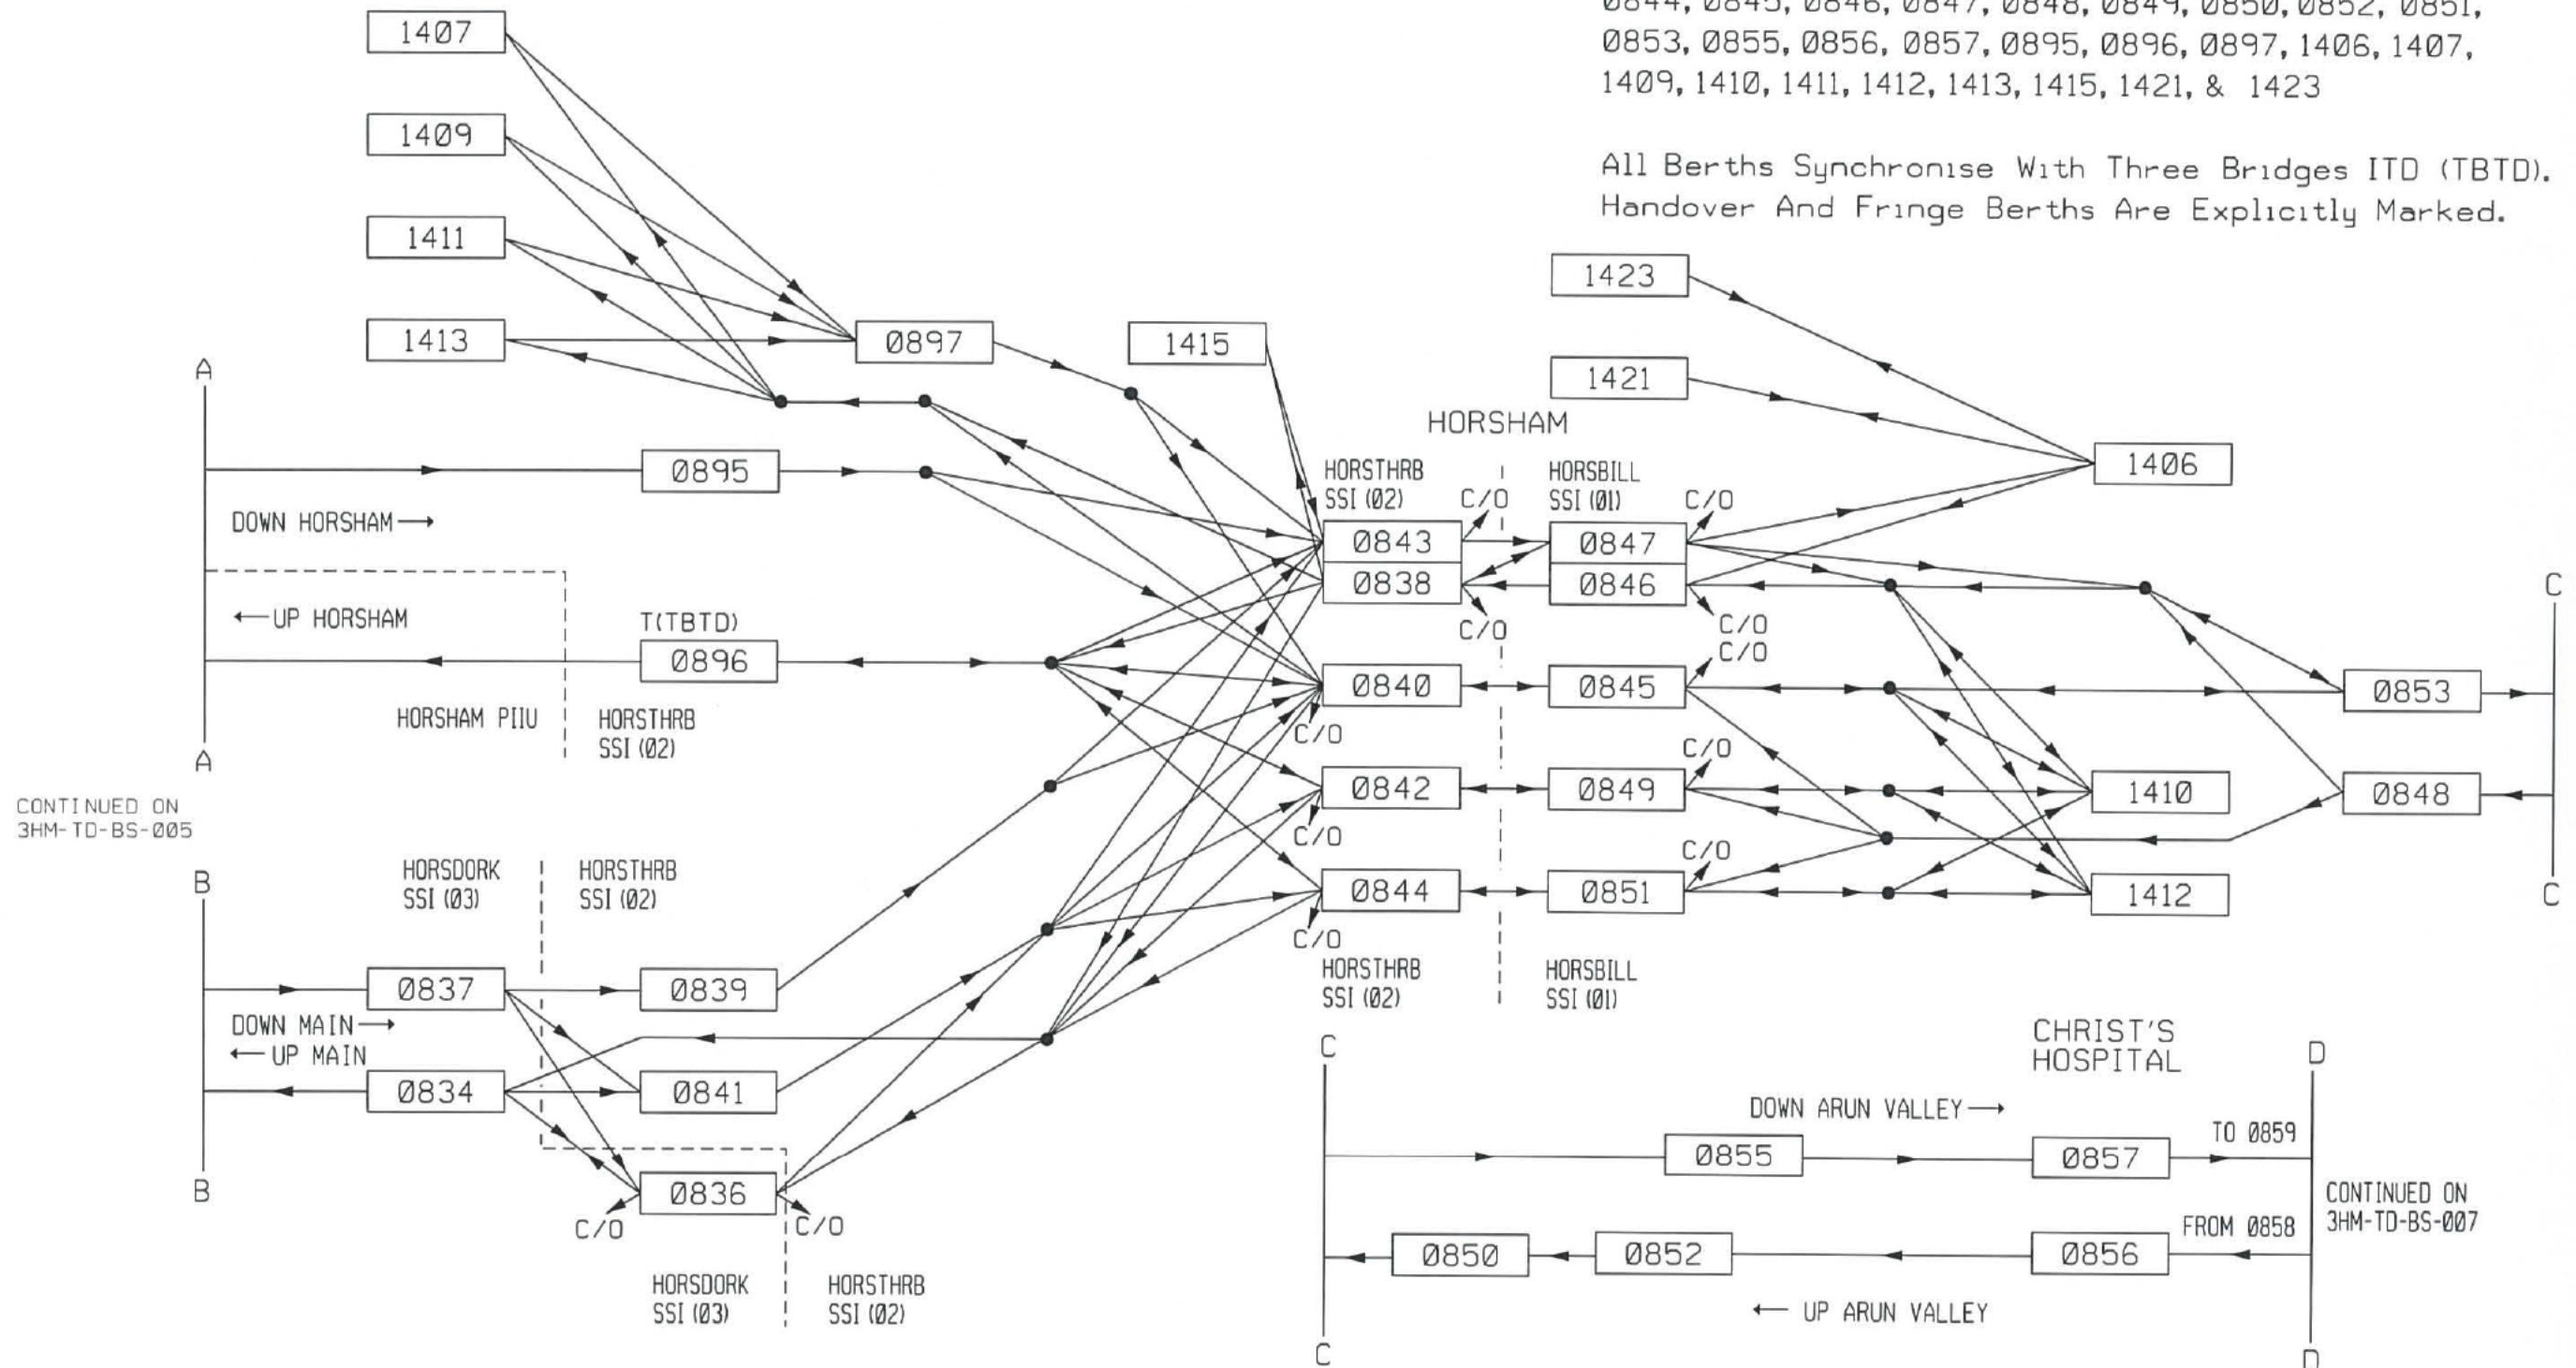 0844, 0845, 0846, 0847, 0848, 0849, 0850, 0852, 0851,
0853, 0855, 0856, 0857, 0895, 0896, 0897, 1406, 1407,
1409, 1410, 1411, 1412, 1413, 1415, 1421, & 1423
All Berths Synchronise With Three Bridges ITD (TBTD).
Handover And Fringe Berths Are Explicitly Marked.
1407
1409
1411
1413
0897
1415
1423
1421
HORSHAM
1406
A
0895
DOWN HORSHAM→
←UP HORSHAM
T(TBTD)
0896
HORSHAM PIIU
HORSTHRB
SSI (02)
A
CONTINUED ON
3HM-TD-BS-005
HORSTHRB
SSI (02)
C/O
HORSBILL
SSI (01)
C/O
0843
0847
0838
0846
C/O
C/O
C/O
0840
0845
C/O
C/O
0842
0849
C/O
C/O
0844
0851
C/O
HORSTHRB
SSI (02)
HORSBILL
SSI (01)
C
0853
1410
0848
1412
C
B
HORSDORK
SSI (03)
HORSTHRB
SSI (02)
0837
0839
DOWN MAIN→
←UP MAIN
0834
0841
B
0836
C/O
C/O
HORSDORK
SSI (03)
HORSTHRB
SSI (02)
C
CHRIST'S
HOSPITAL
D
DOWN ARUN VALLEY→
TO 0859
0855
0857
CONTINUED ON
3HM-TD-BS-007
FROM 0858
0850
0852
0856
← UP ARUN VALLEY
C
D